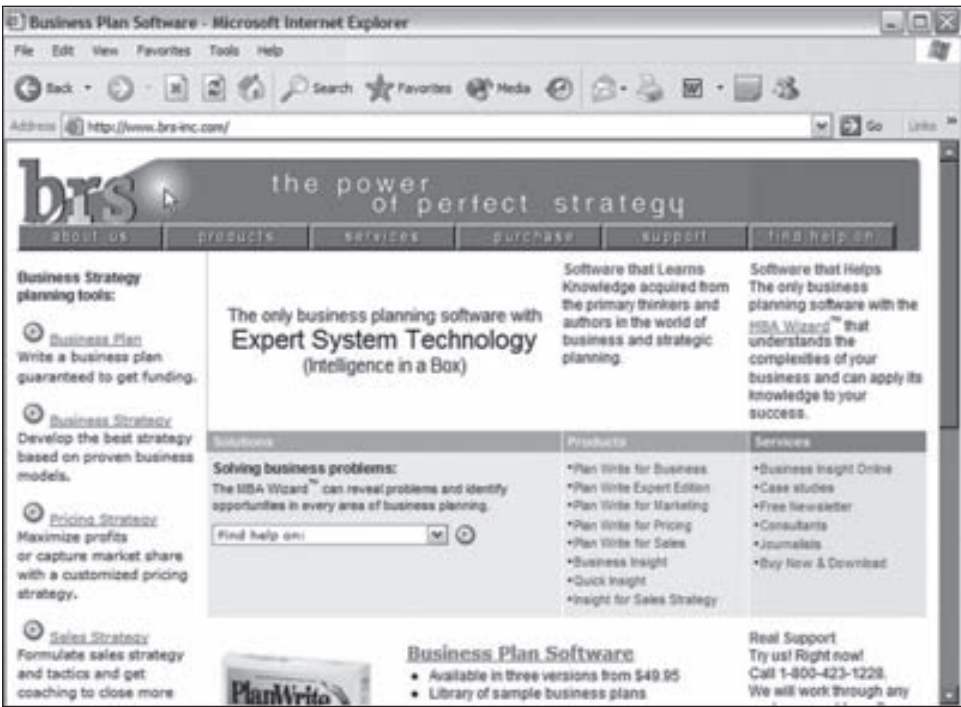 Business Plan Software - Microsoft Internet Explorer
File Edit View Favorites Tools Help
Back Search Favorites Media
Address http://www.brs-inc.com/ Go Links
brs
the power
of perfect strategy
about us products services purchase support find help on
Business Strategy
planning tools:
Business Plan
Write a business plan
guaranteed to get funding.
Business Strategy
Develop the best strategy
based on proven business
models.
Pricing Strategy
Maximize profits
or capture market share
with a customized pricing
strategy.
Sales Strategy
Formulate sales strategy
and tactics and get
coaching to close more
The only business planning software with
Expert System Technology
(Intelligence in a Box)
Software that Learns
Knowledge acquired from
the primary thinkers and
authors in the world of
business and strategic
planning.
Software that Helps
The only business
planning software with the
MBA Wizard™ that
understands the
complexities of your
business and can apply its
knowledge to your
success.
Solutions
Solving business problems:
The MBA Wizard™ can reveal problems and identify
opportunities in every area of business planning.
Find help on:
Products
•Plan Write for Business
•Plan Write Expert Edition
•Plan Write for Marketing
•Plan Write for Pricing
•Plan Write for Sales
•Business Insight
•Quick Insight
•Insight for Sales Strategy
Services
•Business Insight Online
•Case studies
•Free Newsletter
•Consultants
•Journalists
•Buy Now & Download
PlanWrite
Business Plan Software
• Available in three versions from $49.95
• Library of sample business plans
Real Support
Try us! Right now!
Call 1-800-423-1228.
We will work through any